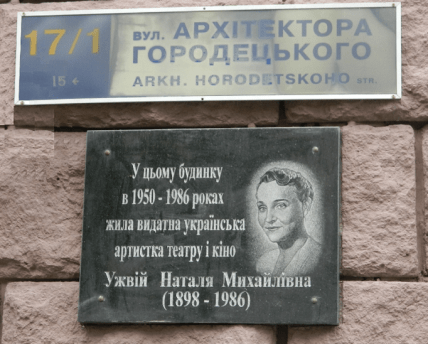 17/1
15 ←
ВУЛ. АРХІТЕКТОРА
ГОРОДЕЦЬКОГО
ARKH. HORODETSKOHO STR.
У цьому будинку
в 1950 - 1986 роках
жила видатна українська
артистка театру і кіно
Ужвій Наталя Михайлівна
(1898 - 1986)